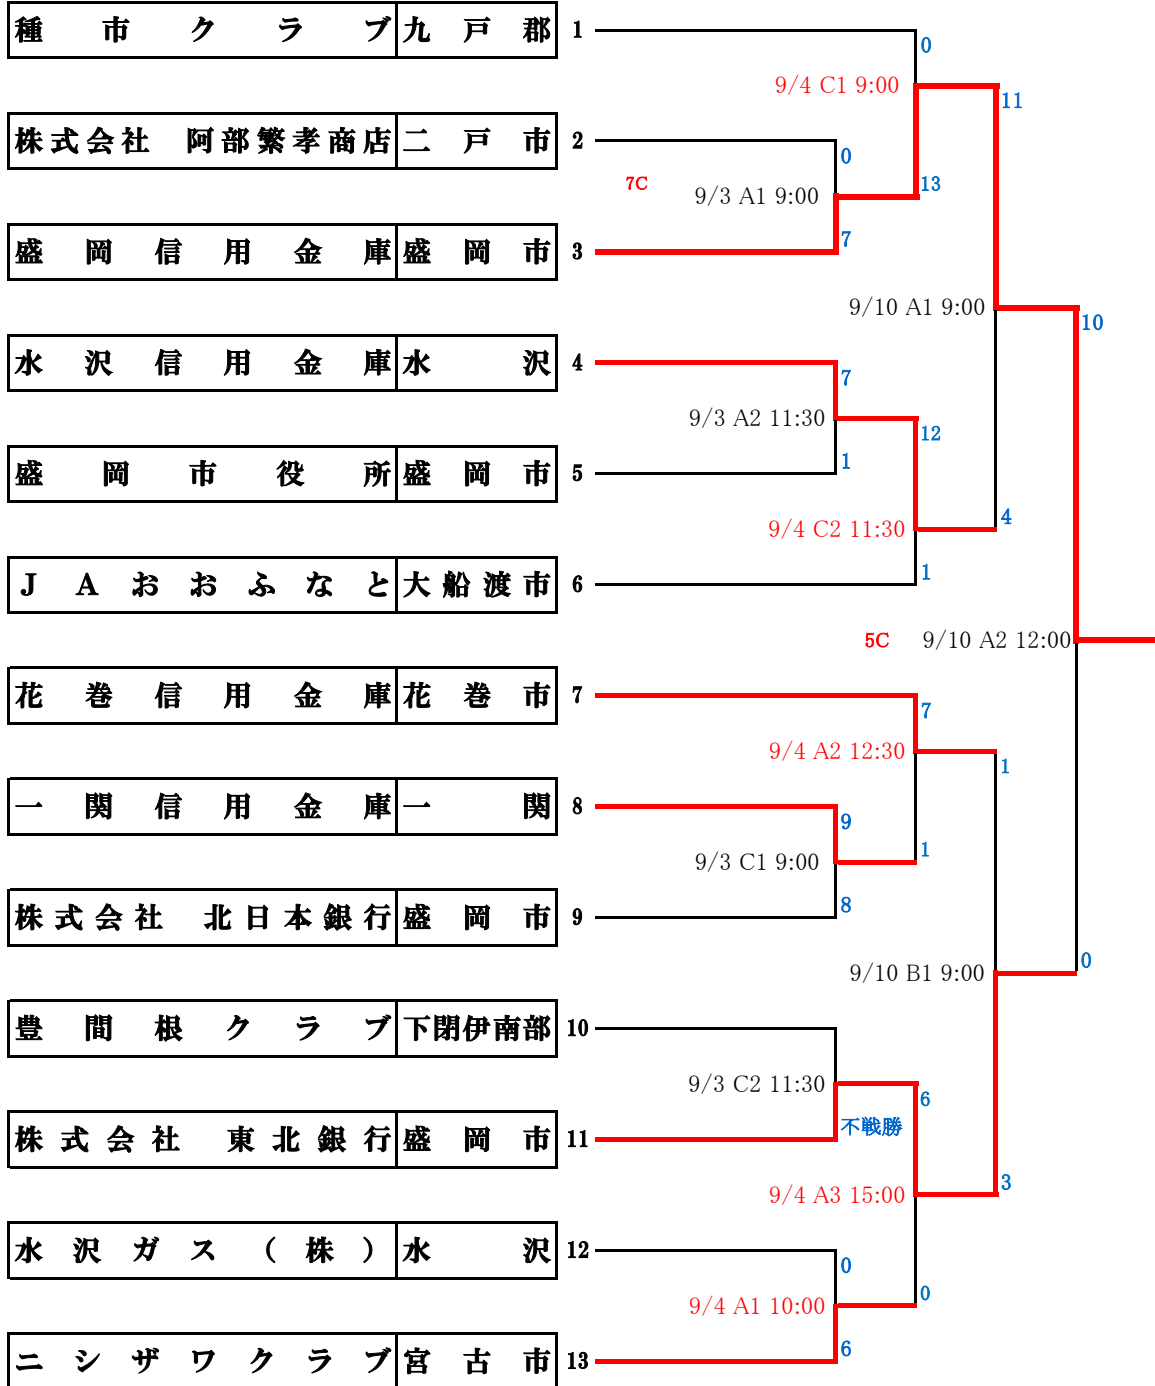 種市クラブ 九戸郡 1
0
9/4 C1 9:00
11
株式会社 阿部繁孝商店 二戸市 2
0
7C
9/3 A1 9:00
13
盛岡信用金庫 盛岡市 3
7
9/10 A1 9:00
10
水沢信用金庫 水沢 4
7
9/3 A2 11:30
12
1
盛岡市役所 盛岡市 5
4
9/4 C2 11:30
1
JAおおふなと 大船渡市 6
5C
9/10 A2 12:00
花巻信用金庫 花巻市 7
7
9/4 A2 12:30
1
一関信用金庫 一関 8
9
1
9/3 C1 9:00
8
株式会社 北日本銀行 盛岡市 9
0
9/10 B1 9:00
豊間根クラブ 下閉伊南部 10
9/3 C2 11:30
6
不戦勝
株式会社 東北銀行 盛岡市 11
3
9/4 A3 15:00
水沢ガス(株) 水沢 12
0
0
9/4 A1 10:00
6
ニシザワクラブ 宮古市 13